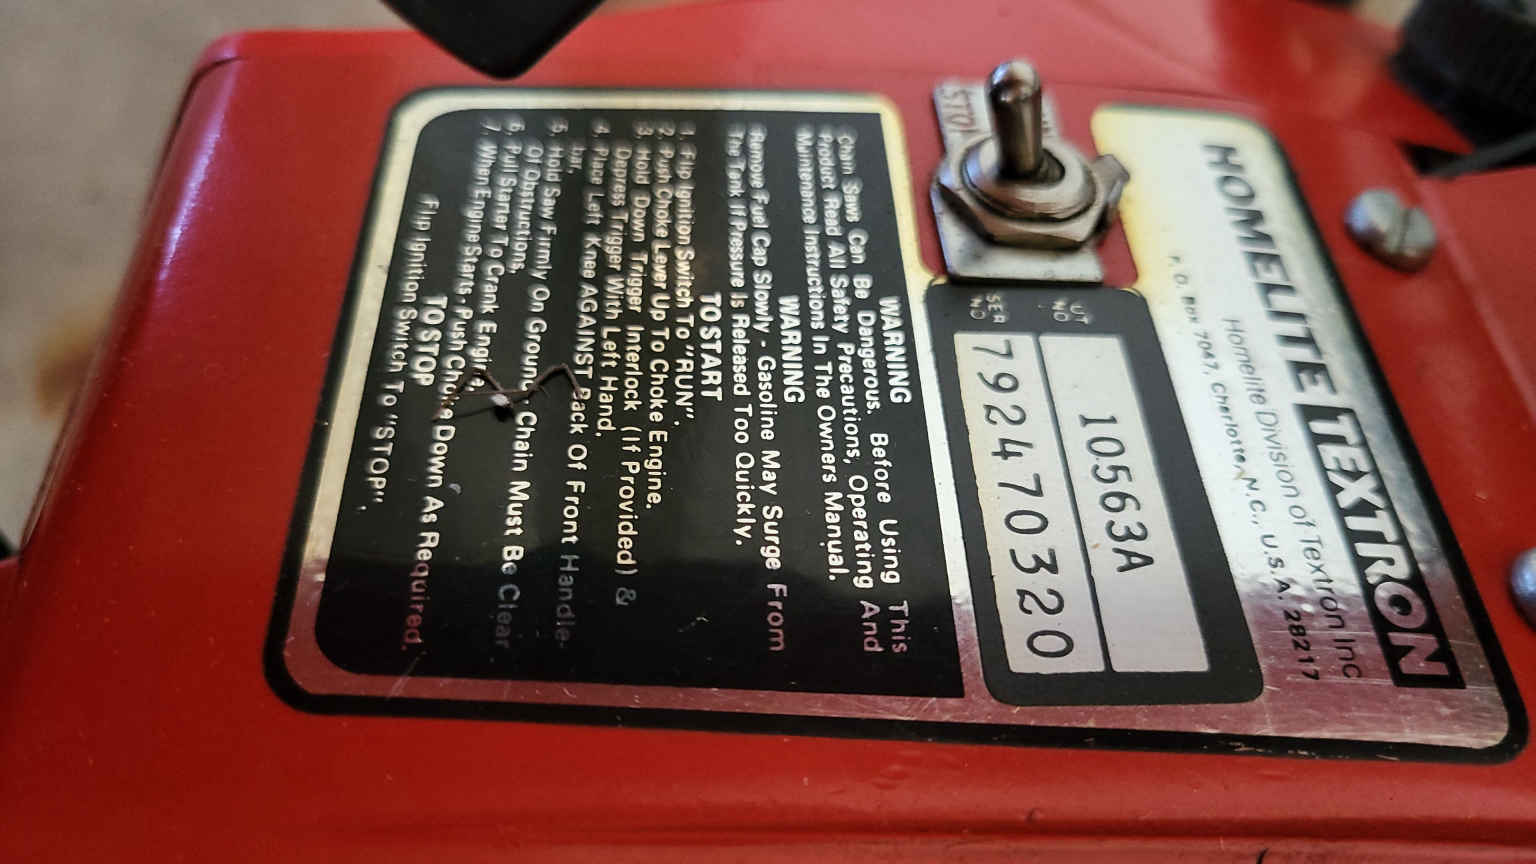 HOMELITE TEXTRON
Homelite Division of Textron Inc
P. O. Box 7047, Charlotte, N.C., U.S.A. 28217
STOP
UT
NO
10563A
SER
NO
792470320
WARNING
Chain Saws Can Be Dangerous. Before Using This
Product Read All Safety Precautions, Operating And
Maintenance Instructions In The Owners Manual.
WARNING
Remove Fuel Cap Slowly - Gasoline May Surge From
The Tank If Pressure Is Released Too Quickly.
TO START
1. Flip Ignition Switch To "RUN".
2. Push Choke Lever Up To Choke Engine.
3. Hold Down Trigger Interlock (If Provided) &
Depress Trigger With Left Hand.
4. Place Left Knee AGAINST Back Of Front Handle-
bar.
5. Hold Saw Firmly On Ground. Chain Must Be Clear
Of Obstructions.
6. Pull Starter To Crank Engine.
7. When Engine Starts, Push Choke Down As Required.
TO STOP
Flip Ignition Switch To "STOP".